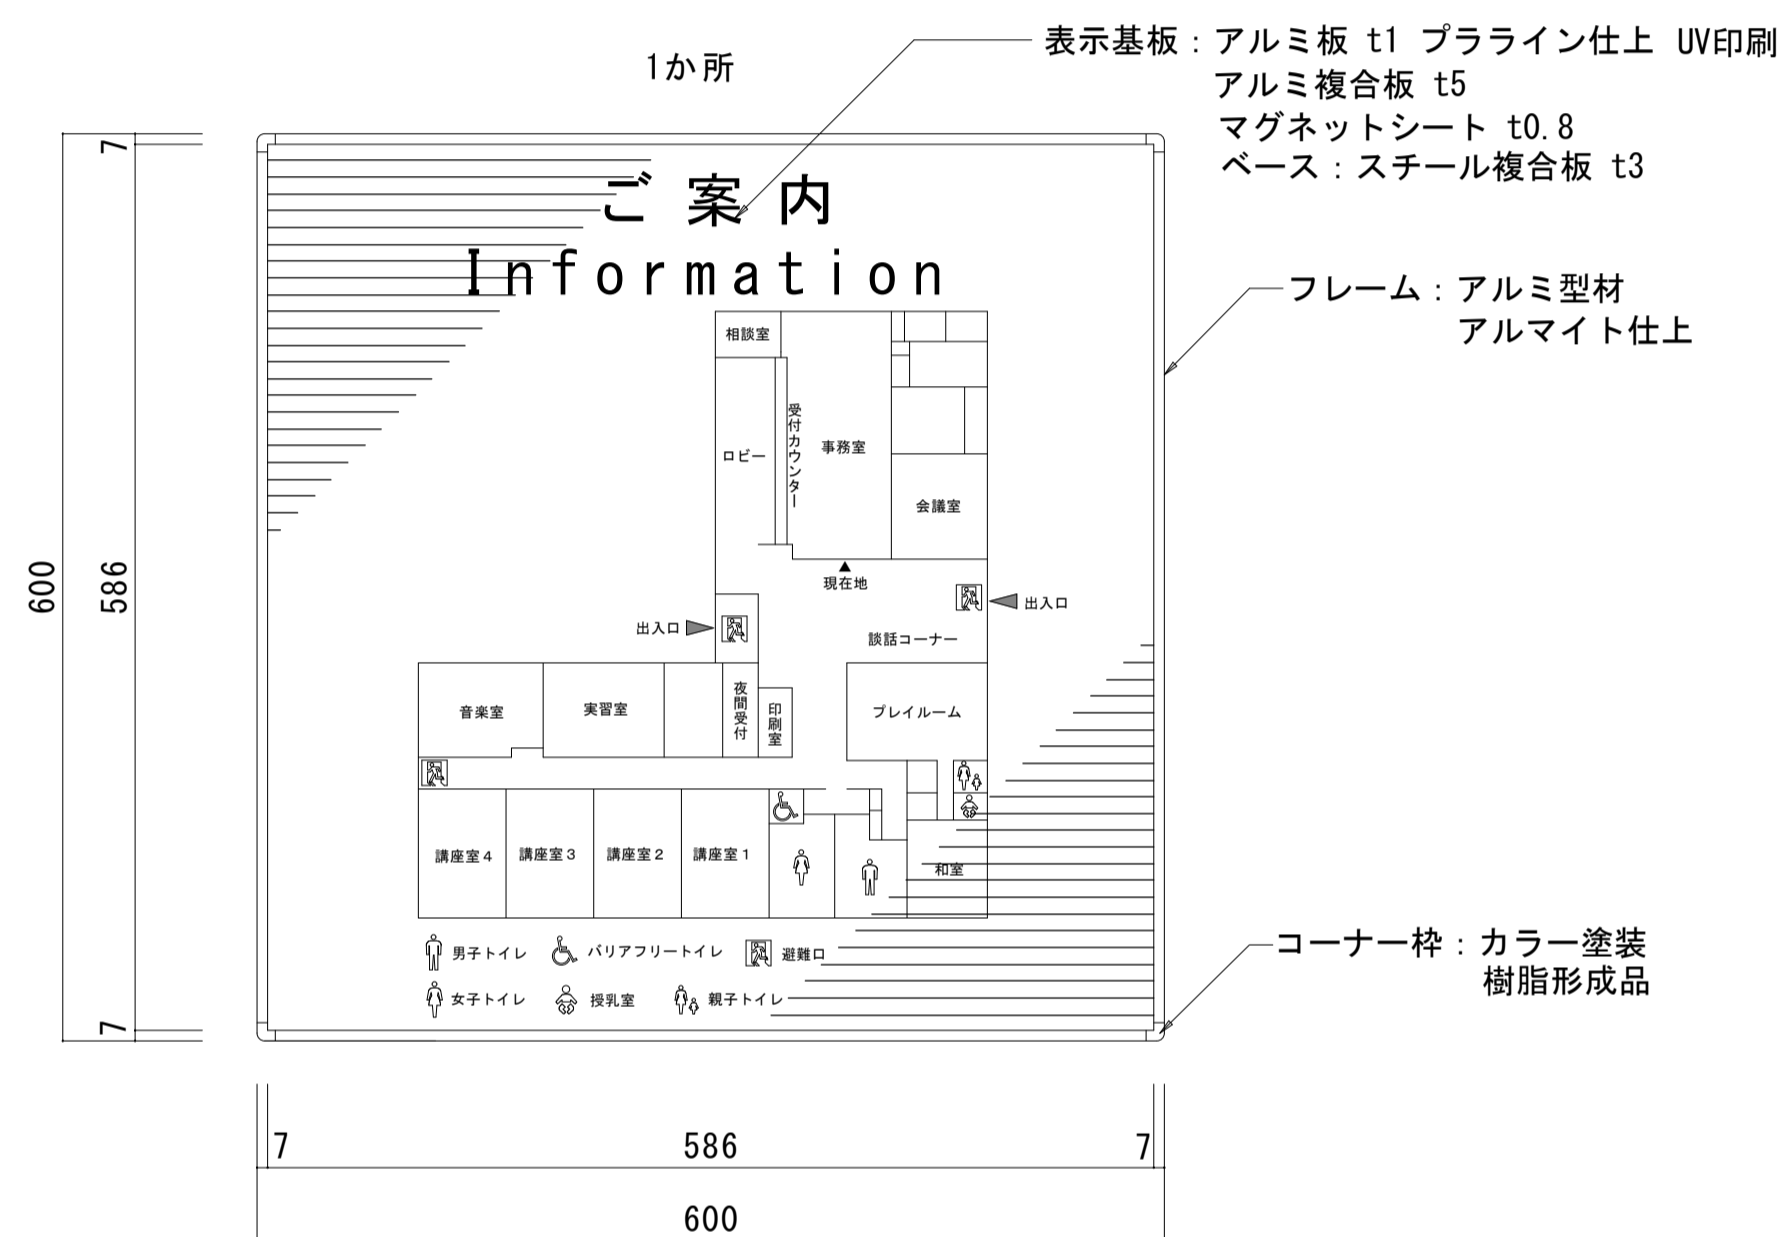 1か所
表示基板：アルミ板 t1 プラライン仕上 UV印刷
アルミ複合板 t5
マグネットシート t0.8
ベース：スチール複合板 t3
フレーム：アルミ型材
アルマイト仕上
コーナー枠：カラー塗装
樹脂形成品
ご案内
Information
相談室
ロビー
受付カウンター
事務室
会議室
現在地
出入口
出入口
談話コーナー
音楽室
実習室
夜間受付
印刷室
プレイルーム
講座室4
講座室3
講座室2
講座室1
和室
男子トイレ
バリアフリートイレ
避難口
女子トイレ
授乳室
親子トイレ
7
600
586
7
7
586
7
600